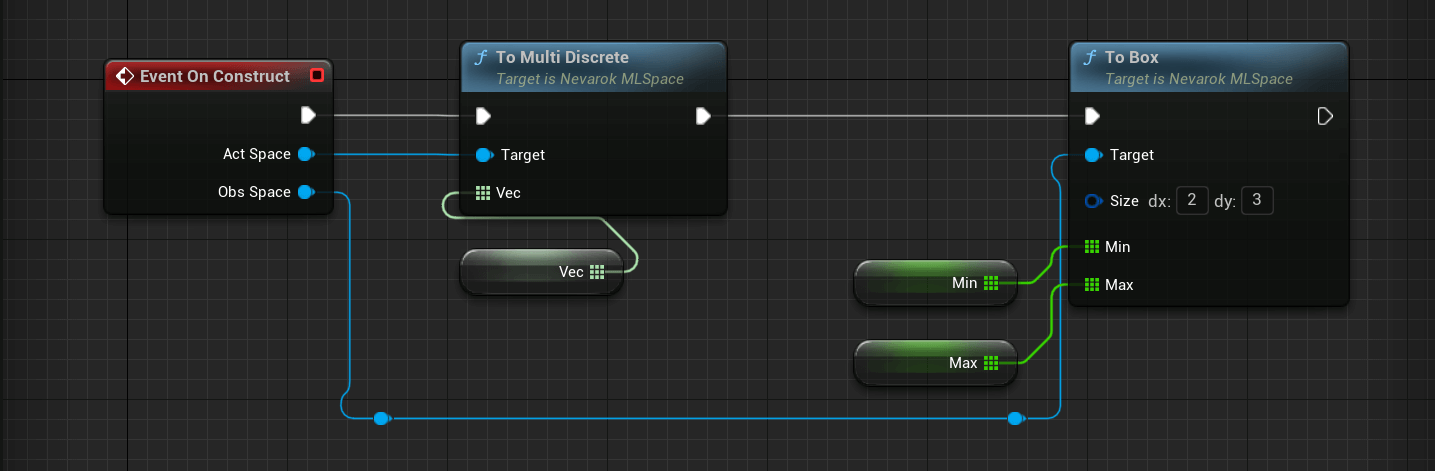 Event On Construct
Act Space
Obs Space
To Multi Discrete
Target is Nevarok MLSpace
Target
Vec
Vec
To Box
Target is Nevarok MLSpace
Target
Size dx: 2 dy: 3
Min
Max
Min
Max